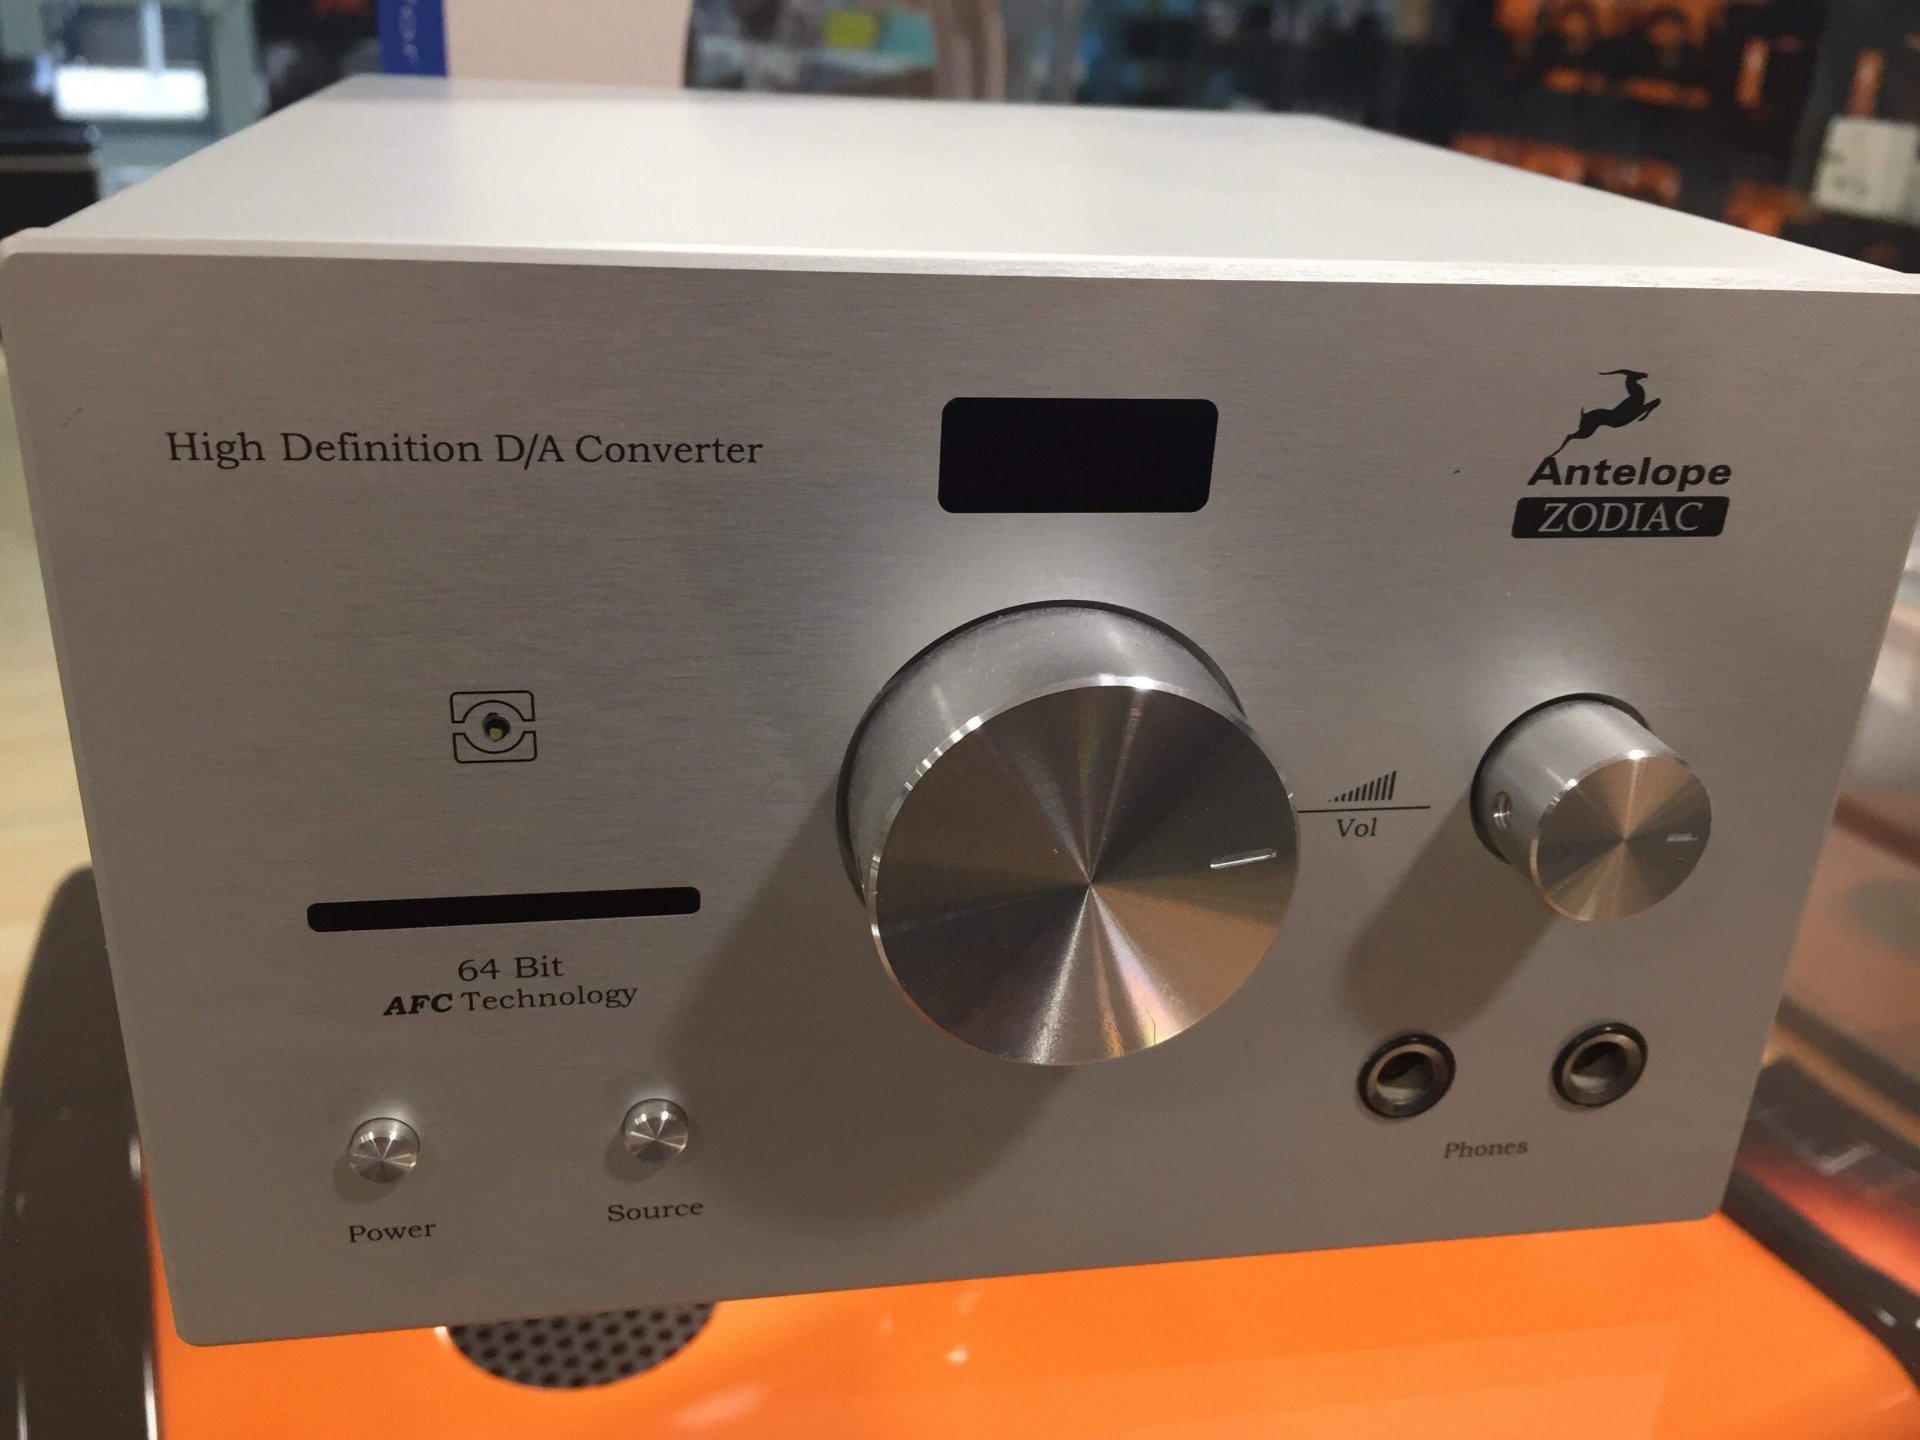 High Definition D/A Converter
Antelope
ZODIAC
Vol
64 Bit
AFC Technology
Phones
Power
Source